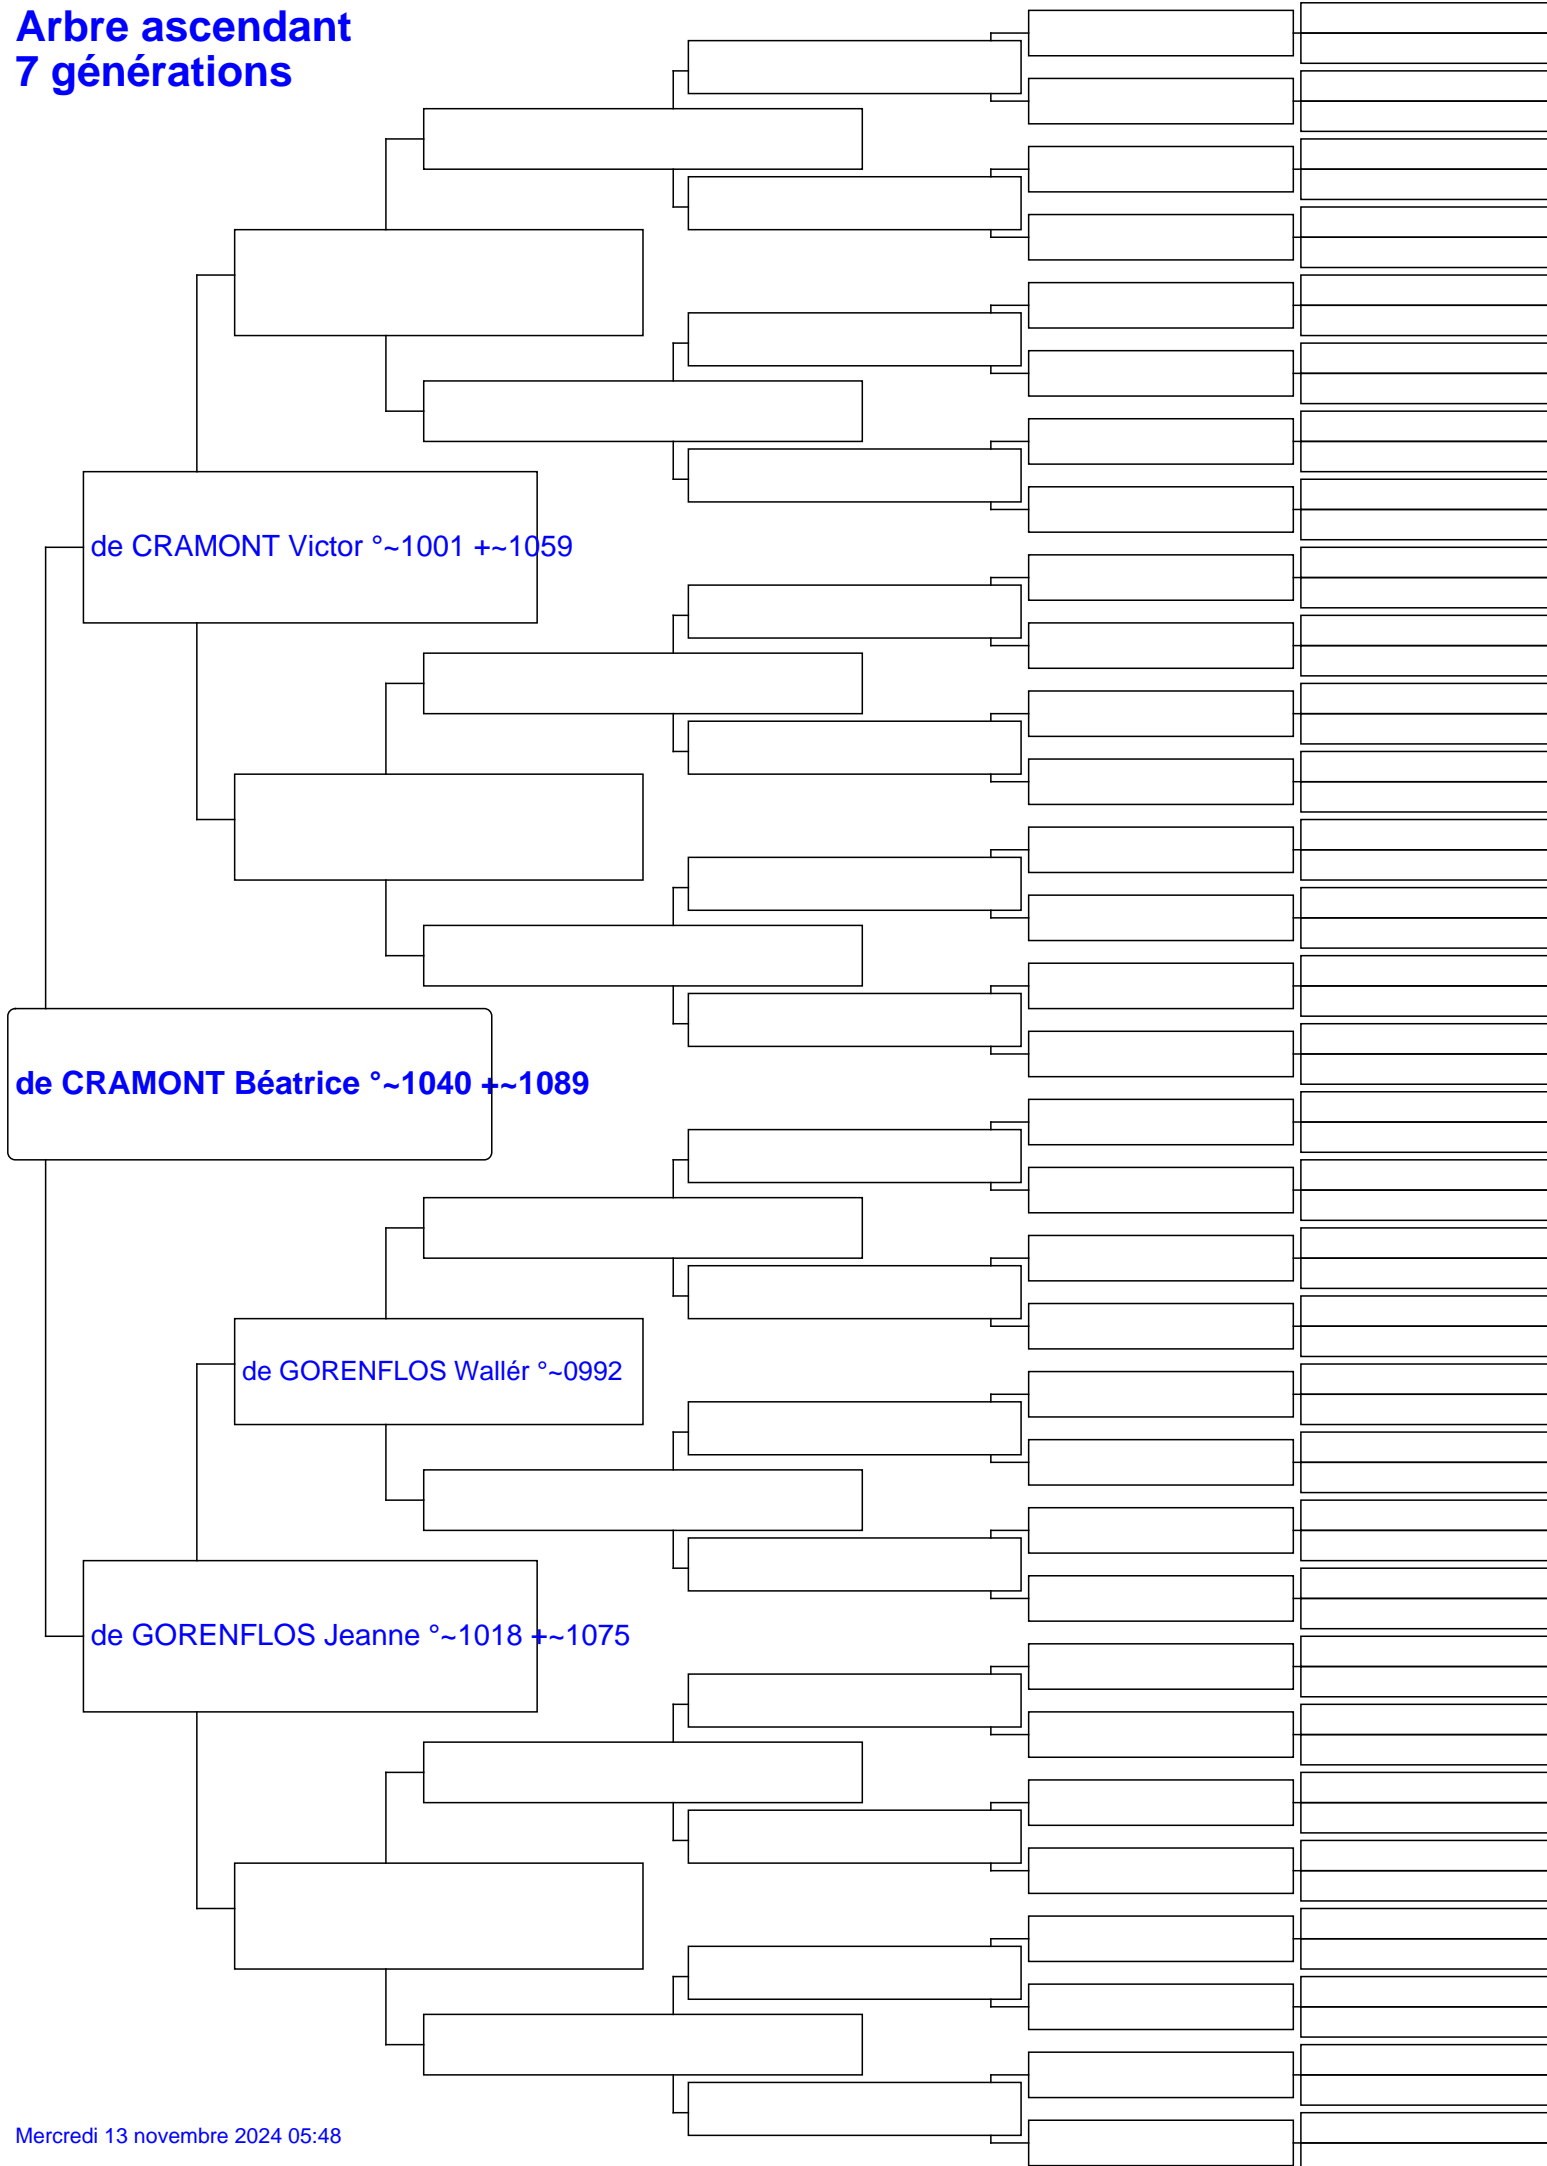 Arbre ascendant
7 générations
de CRAMONT Victor °~1001 +~1059
de CRAMONT Béatrice °~1040 +~1089
de GORENFLOS Wallér °~0992
de GORENFLOS Jeanne °~1018 +~1075
Mercredi 13 novembre 2024 05:48